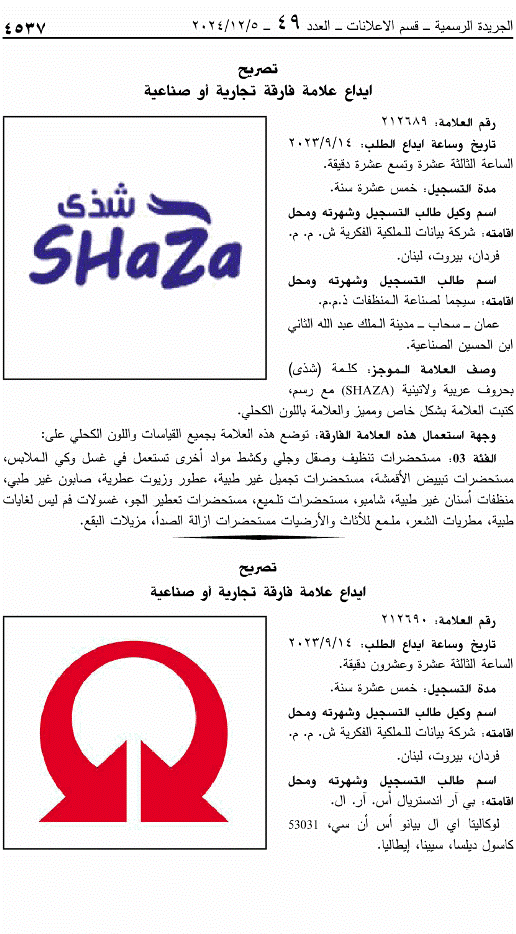 الجريدة الرسمية ــ قسم الاعلانات ــ العدد ٤٩ ــ ٢٠٢٤/١٢/٥
٤٥٣٧
تصريح
ايداع علامة فارقة تجارية أو صناعية
رقم العلامة: ٢١٢٦٨٩
تاريخ وساعة ايداع الطلب: ٢٠٢٣/٩/١٤
الساعة الثالثة عشرة وتسع عشرة دقيقة.
مدة التسجيل: خمس عشرة سنة.
اسم وكيل طالب التسجيل وشهرته ومحل
اقامته: شركة بيانات للملكية الفكرية ش. م. م.
فردان، بيروت، لبنان.
اسم طالب التسجيل وشهرته ومحل
اقامته: سيجما لصناعة المنظفات ذ.م.م.
عمان ــ سحاب ــ مدينة الملك عبد الله الثاني
ابن الحسين الصناعية.
وصف العلامة الموجز: كلمة (شذى)
بحروف عربية ولاتينية (SHAZA) مع رسم،
كتبت العلامة بشكل خاص ومميز والعلامة باللون الكحلي.
شذى
SHaZa
وجهة استعمال هذه العلامة الفارقة: توضع هذه العلامة بجميع القياسات واللون الكحلي على:
الفئة 03: مستحضرات تنظيف وصقل وجلي وكشط مواد أخرى تستعمل في غسل وكي الملابس،
مستحضرات تبييض الأقمشة، مستحضرات تجميل غير طبية، عطور وزيوت عطرية، صابون غير طبي،
منظفات أسنان غير طبية، شامبو، مستحضرات تلميع، مستحضرات تعطير الجو، غسولات فم ليس لغايات
طبية، مطريات الشعر، ملمع للأثاث والأرضيات مستحضرات ازالة الصدأ، مزيلات البقع.
تصريح
ايداع علامة فارقة تجارية أو صناعية
رقم العلامة: ٢١٢٦٩٠
تاريخ وساعة ايداع الطلب: ٢٠٢٣/٩/١٤
الساعة الثالثة عشرة وعشرون دقيقة.
مدة التسجيل: خمس عشرة سنة.
اسم وكيل طالب التسجيل وشهرته ومحل
اقامته: شركة بيانات للملكية الفكرية ش. م. م.
فردان، بيروت، لبنان.
اسم طالب التسجيل وشهرته ومحل
اقامته: بي آر اندستريال أس. آر. ال.
لوكاليتا اي ال بيانو أس أن سي، 53031
كاسول ديلسا، سيينا، إيطاليا.